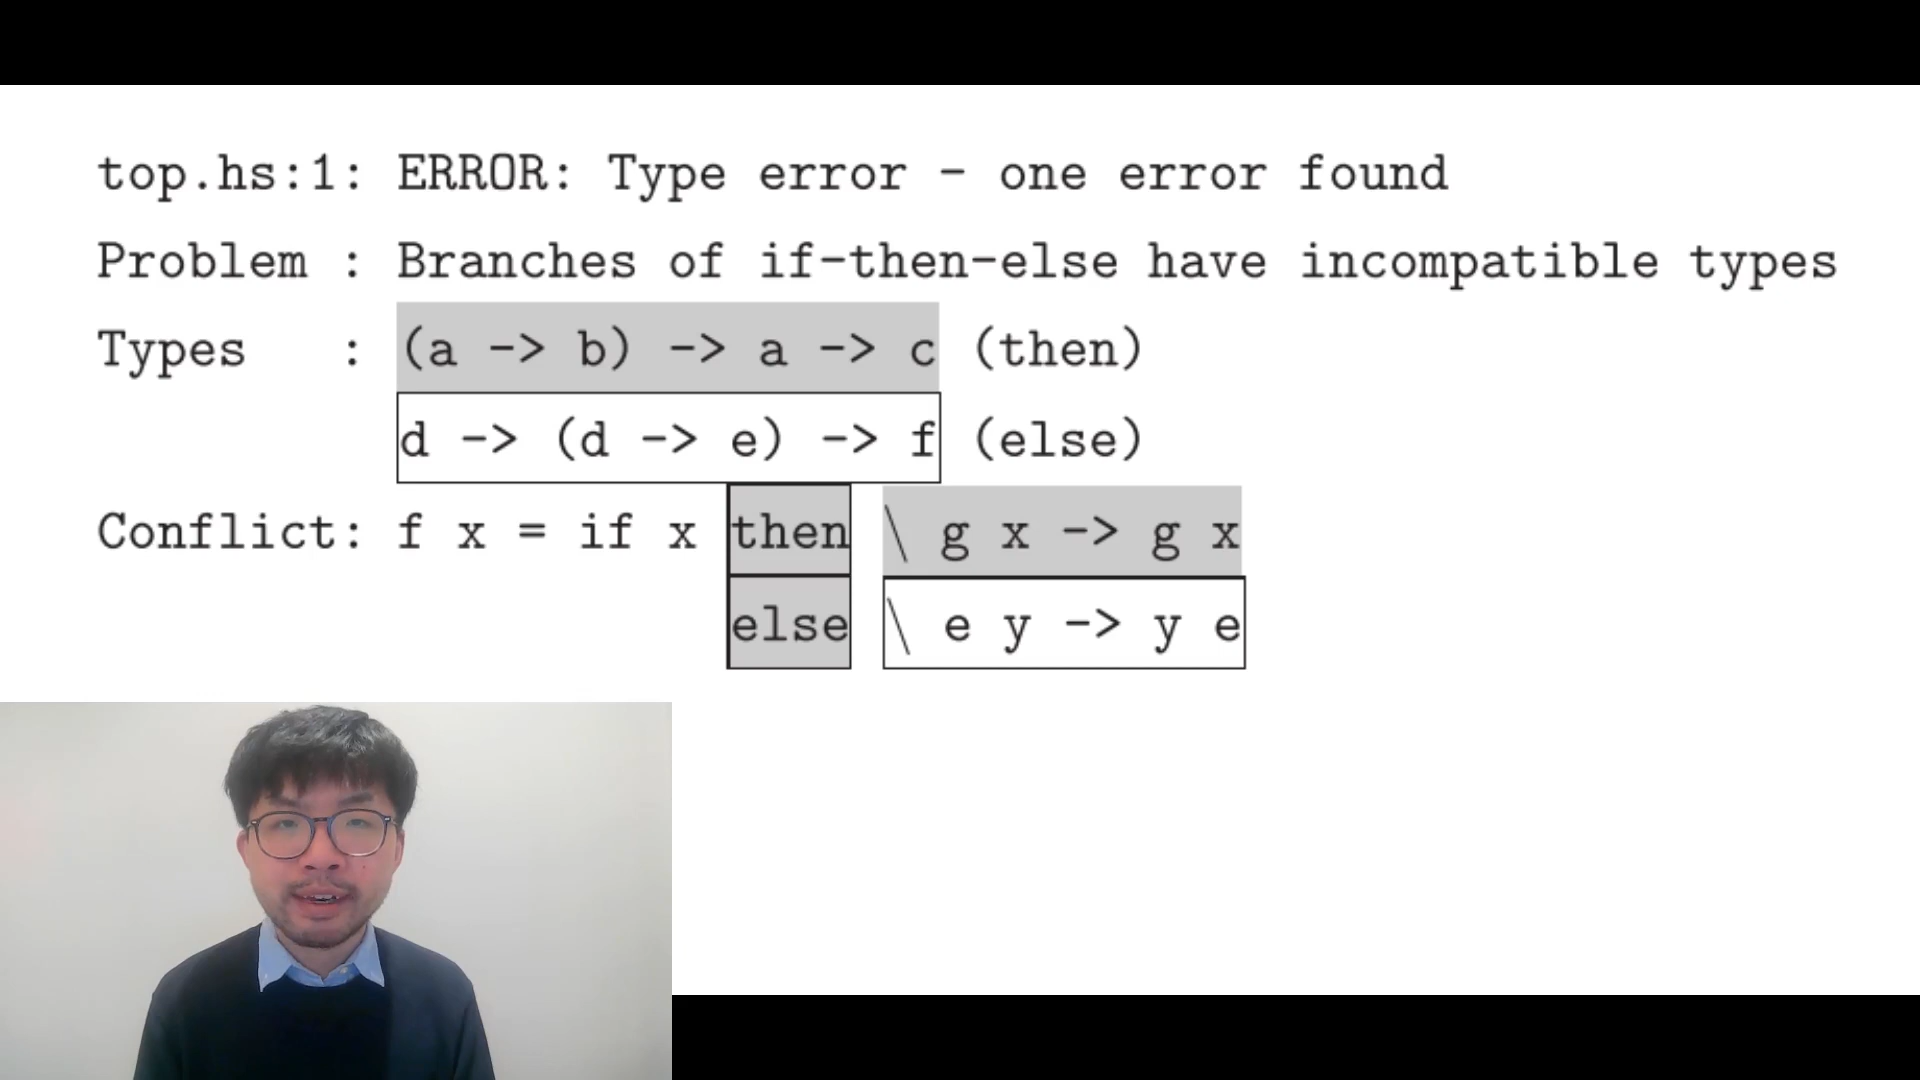 top.hs:1: ERROR: Type error - one error found
Problem : Branches of if-then-else have incompatible types
Types   : (a -> b) -> a -> c (then)
d -> (d -> e) -> f (else)
Conflict: f x = if x then \ g x -> g x
else \ e y -> y e